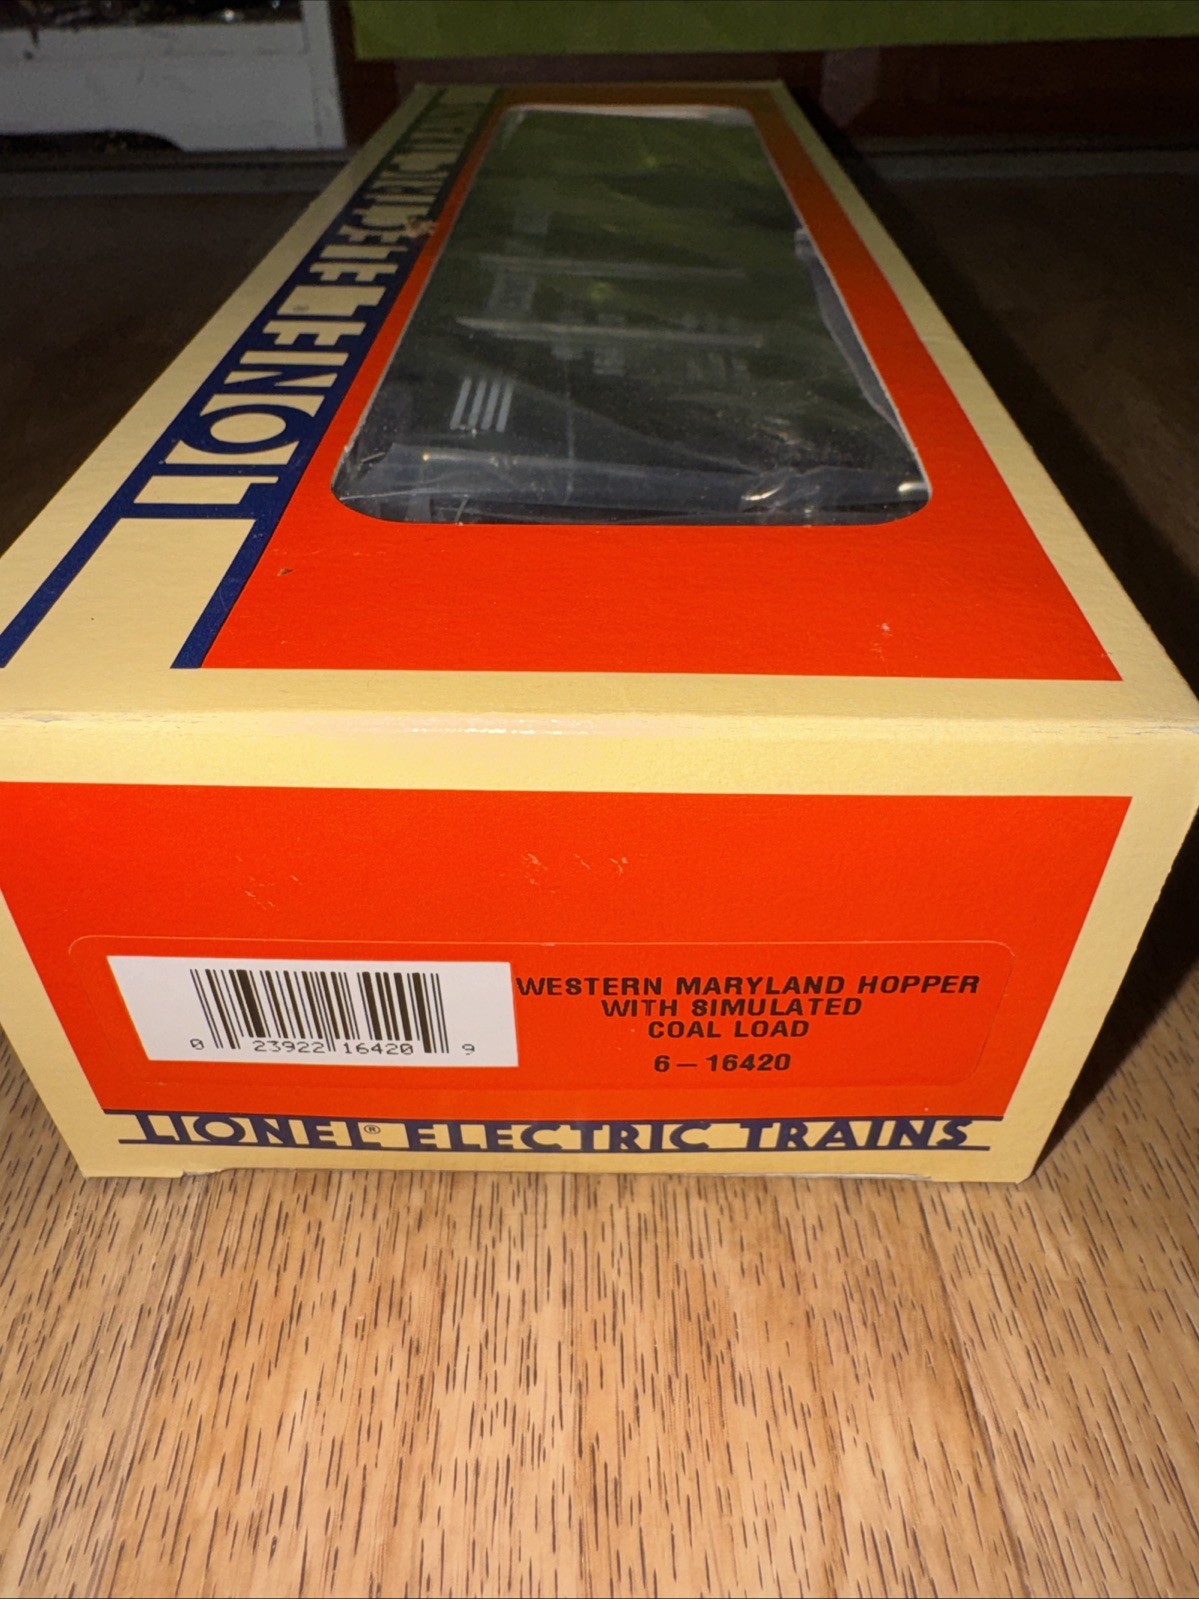 LIONEL ELECTRIC TRAINS
WESTERN MARYLAND HOPPER
WITH SIMULATED
COAL LOAD
6-16420
0 23922 16420 9
LIONEL® ELECTRIC TRAINS